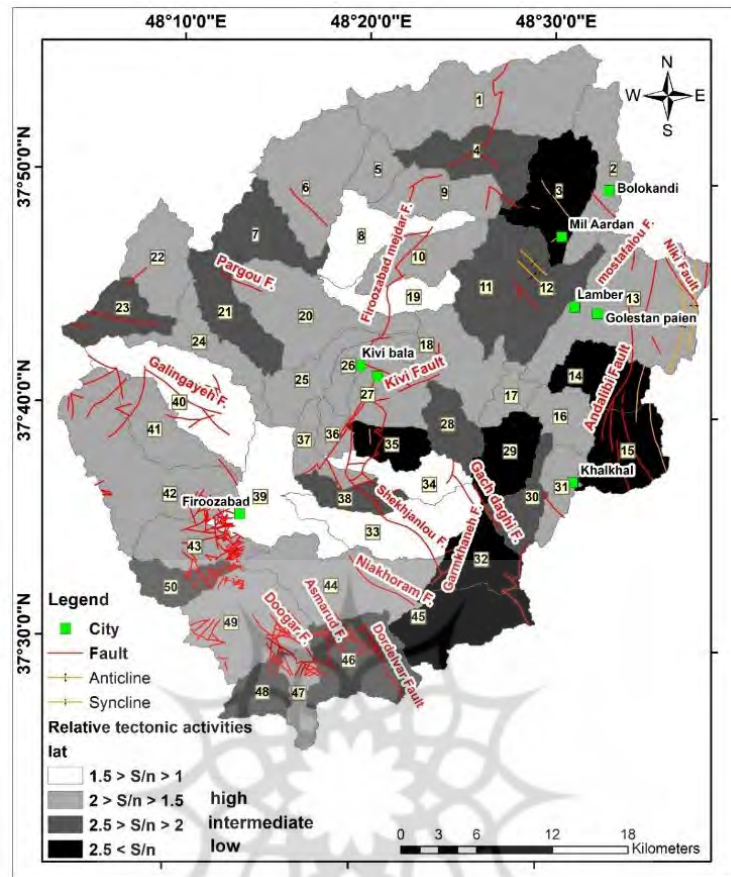 48°10'0"E
48°20'0"E
48°30'0"E
N
W E
S
37°50'0"N
37°40'0"N
37°30'0"N
1
2
3
4
5
6
7
8
9
10
11
12
13
14
15
16
17
18
19
20
21
22
23
24
25
26
27
28
29
30
31
32
33
34
35
36
37
38
39
40
41
42
43
44
45
46
47
48
49
50
Bolokandi
Mil Aardan
mostafalou F.
Niki Fault
Lamber
Golestan paien
Andalibi Fault
Firoozabad mejdar F.
Pargou F.
Kivi bala
Kivi Fault
Galingayeh F.
Khalkhal
Firoozabad
Shekhjanlou F.
Gach daghi F.
Garmkhaneh F.
Niakhoram F.
Doogar F.
Asmarud F.
Dordelvar Fault
Legend
City
Fault
Anticline
Syncline
Relative tectonic activities
lat
1.5 > S/n > 1
2 > S/n > 1.5 high
2.5 > S/n > 2 intermediate
2.5 < S/n low
0 3 6 12 18
Kilometers